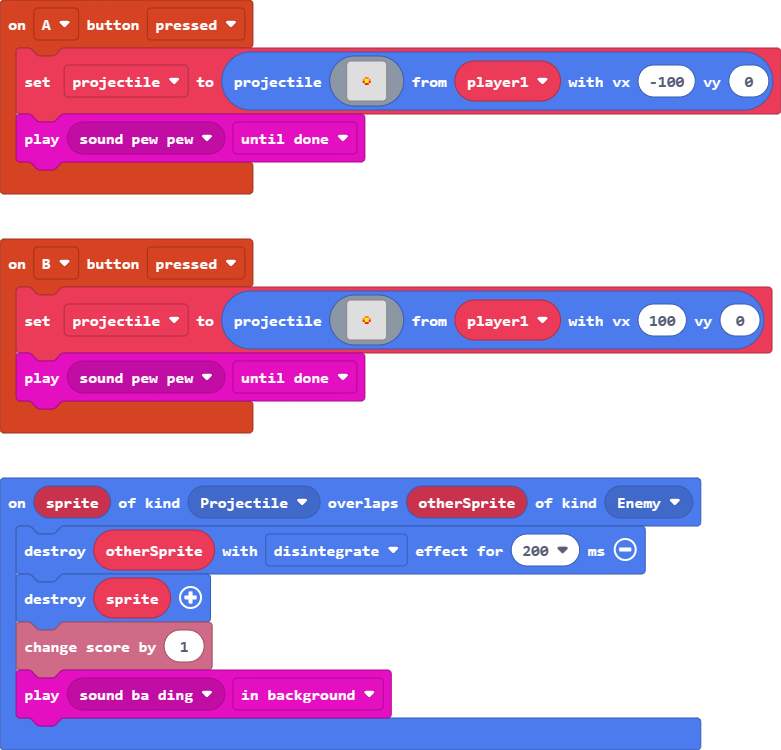 on A button pressed
set projectile to projectile from player1 with vx -100 vy 0
play sound pew pew until done
on B button pressed
set projectile to projectile from player1 with vx 100 vy 0
play sound pew pew until done
on sprite of kind Projectile overlaps otherSprite of kind Enemy
destroy otherSprite with disintegrate effect for 200 ms
destroy sprite
change score by 1
play sound ba ding in background